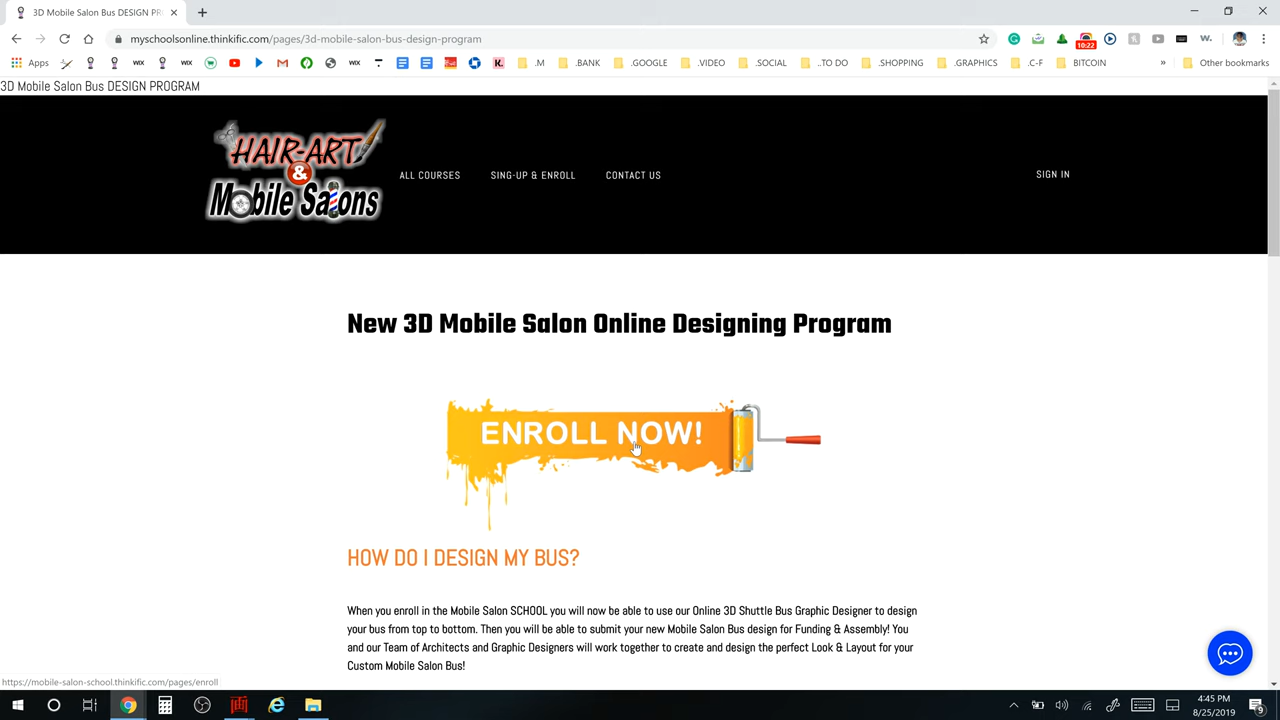 3D Mobile Salon Bus DESIGN PR
myschoolsonline.thinkific.com/pages/3d-mobile-salon-bus-design-program
10:22
Apps
WIX
WIX
WIX
K.
.M
.BANK
.GOOGLE
.VIDEO
.SOCIAL
..TO DO
.SHOPPING
.GRAPHICS
.C-F
BITCOIN
»
Other bookmarks
3D Mobile Salon Bus DESIGN PROGRAM
HAIR-ART
&
Mobile Salons
ALL COURSES
SING-UP & ENROLL
CONTACT US
SIGN IN
New 3D Mobile Salon Online Designing Program
ENROLL NOW!
HOW DO I DESIGN MY BUS?
When you enroll in the Mobile Salon SCHOOL you will now be able to use our Online 3D Shuttle Bus Graphic Designer to design
your bus from top to bottom. Then you will be able to submit your new Mobile Salon Bus design for Funding & Assembly! You
and our Team of Architects and Graphic Designers will work together to create and design the perfect Look & Layout for your
Custom Mobile Salon Bus!
https://mobile-salon-school.thinkific.com/pages/enroll
4:45 PM
8/25/2019
9